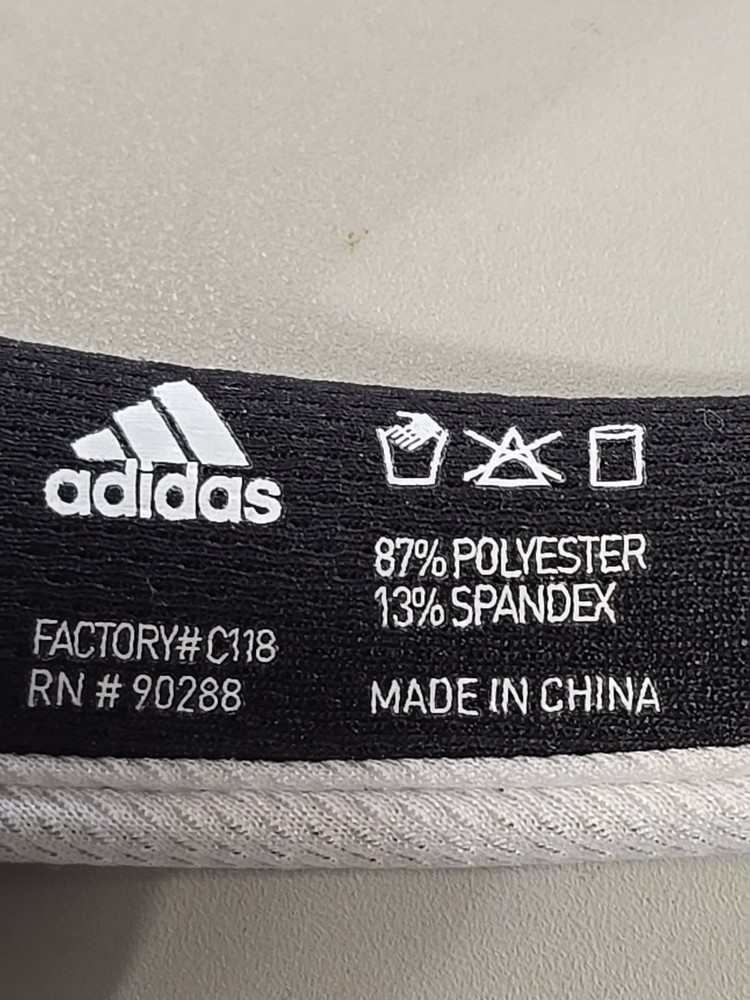 adidas
FACTORY# C118
RN # 90288
87% POLYESTER
13% SPANDEX
MADE IN CHINA